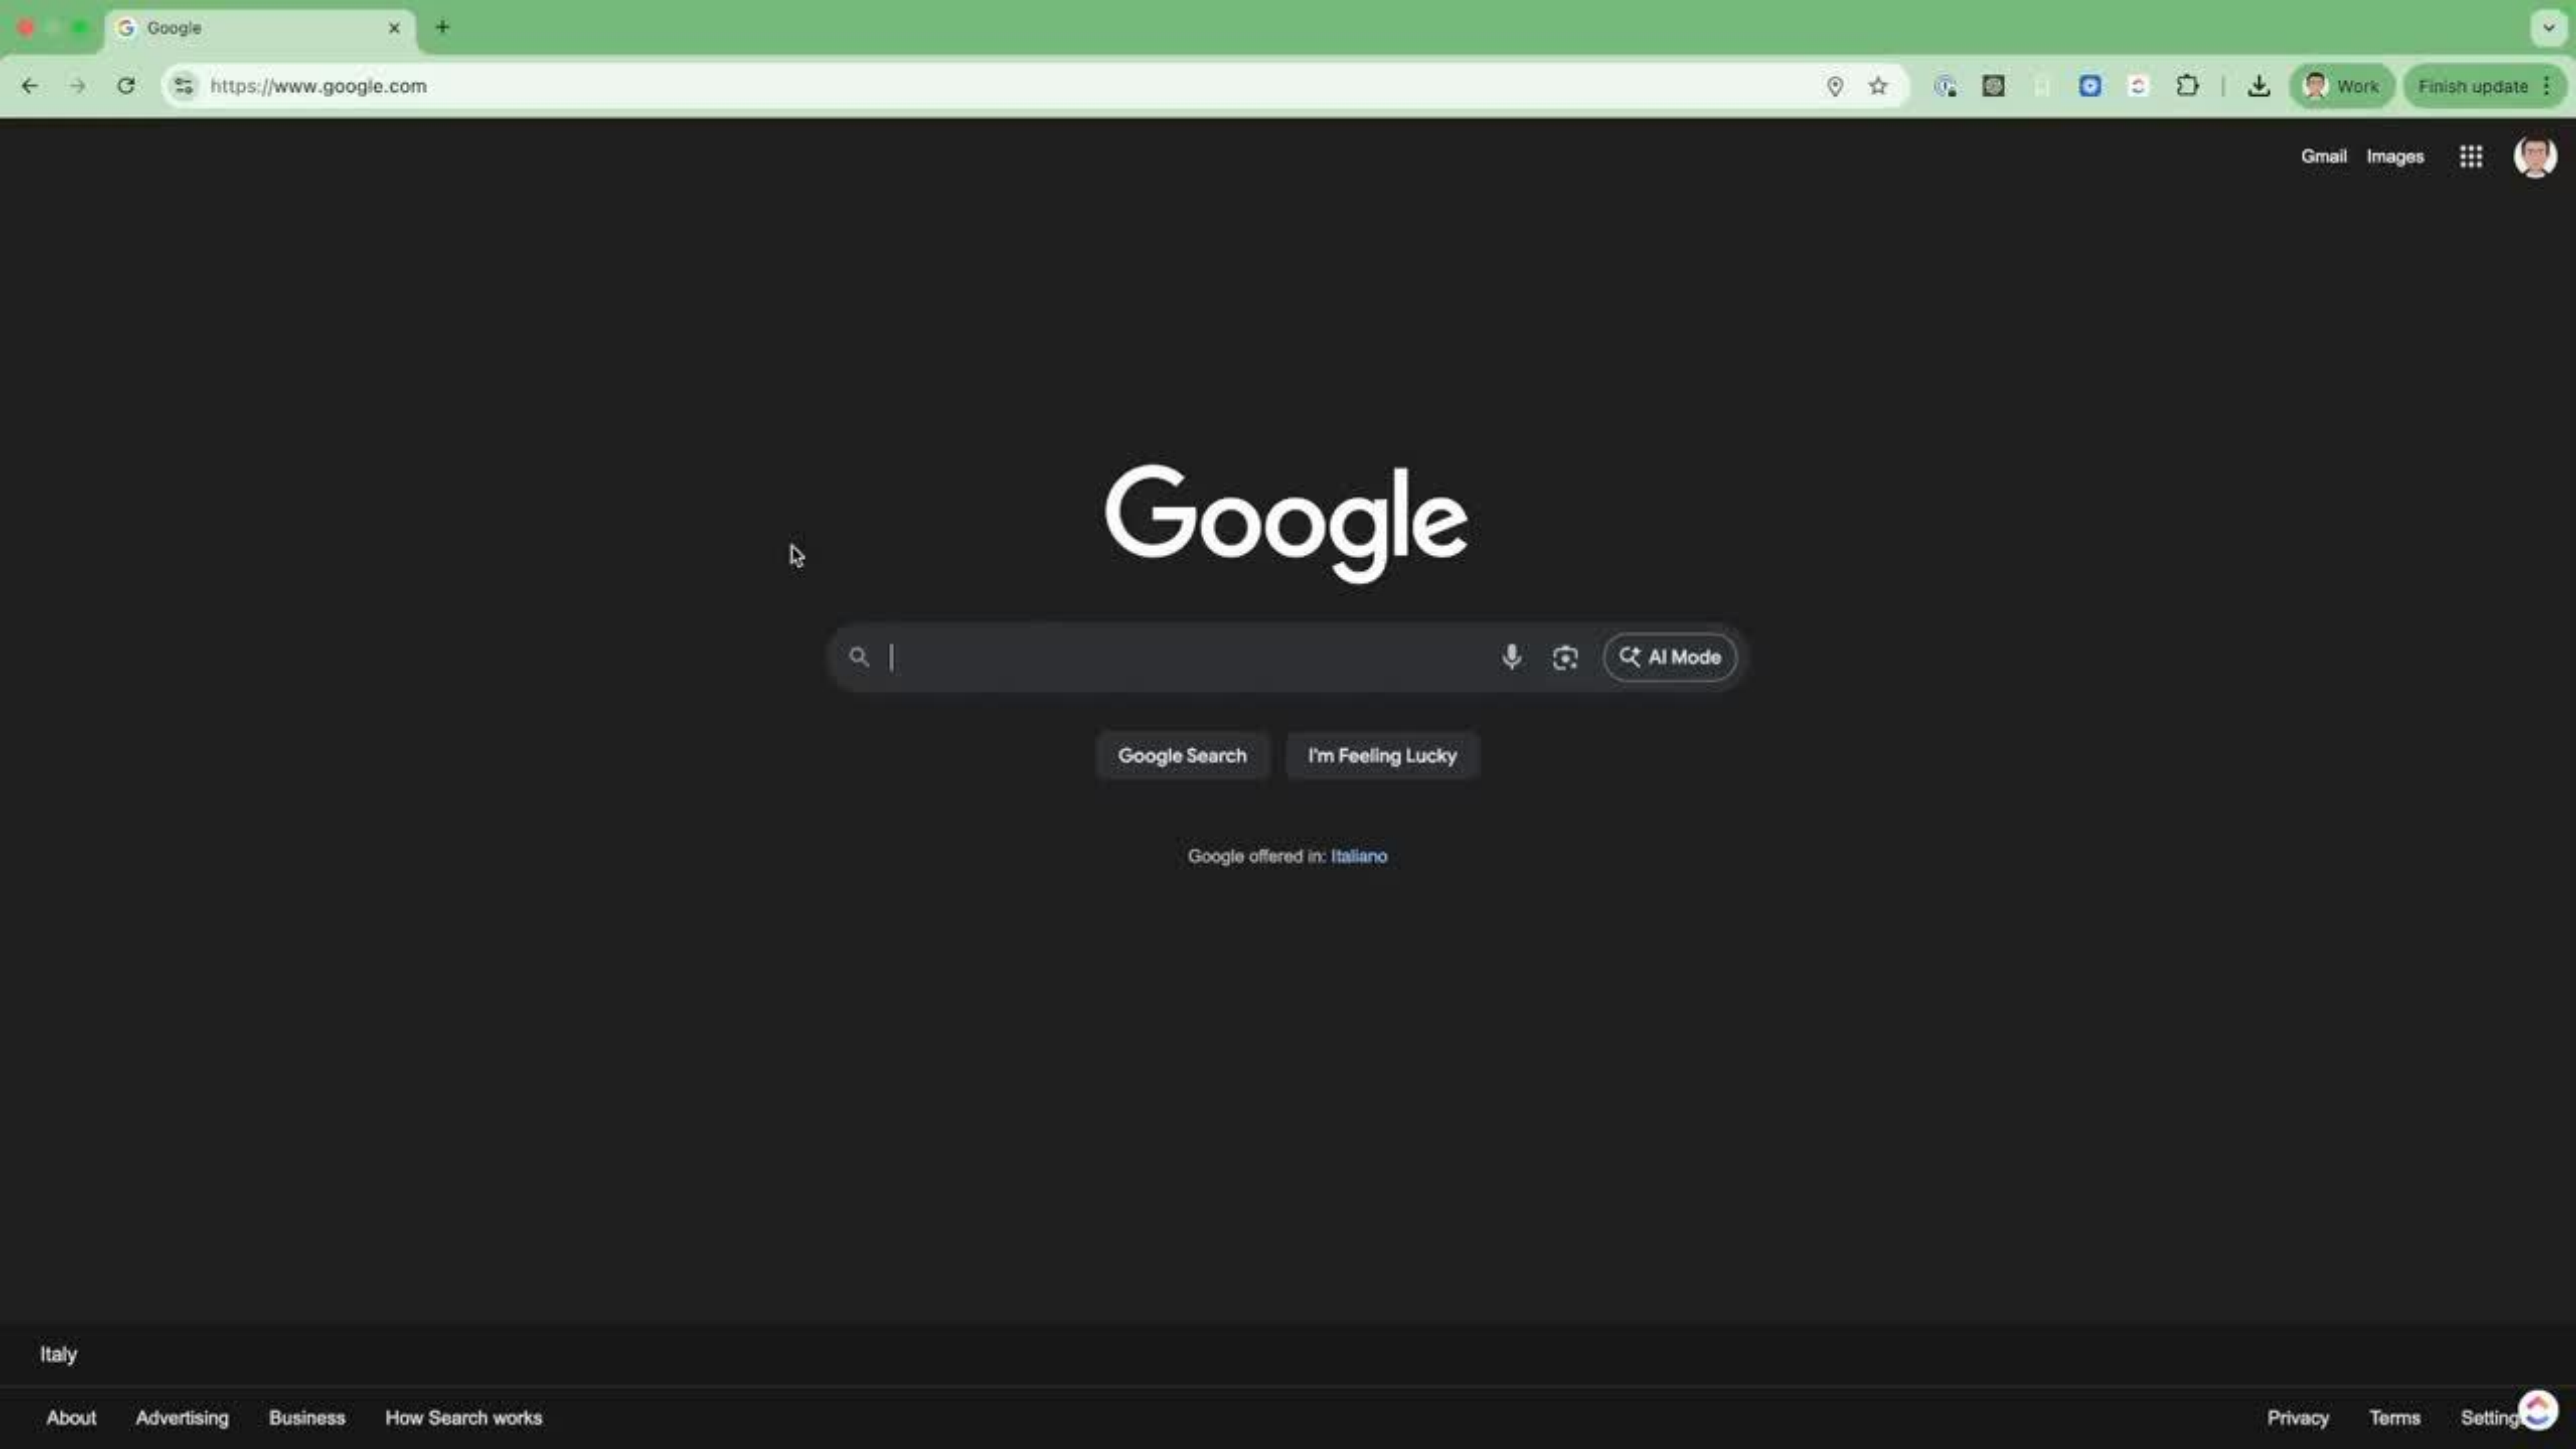 Google
https://www.google.com
Work
Finish update
Gmail Images
Google
AI Mode
Google Search I'm Feeling Lucky
Google offered in: Italiano
Italy
About Advertising Business How Search works
Privacy Terms Setting